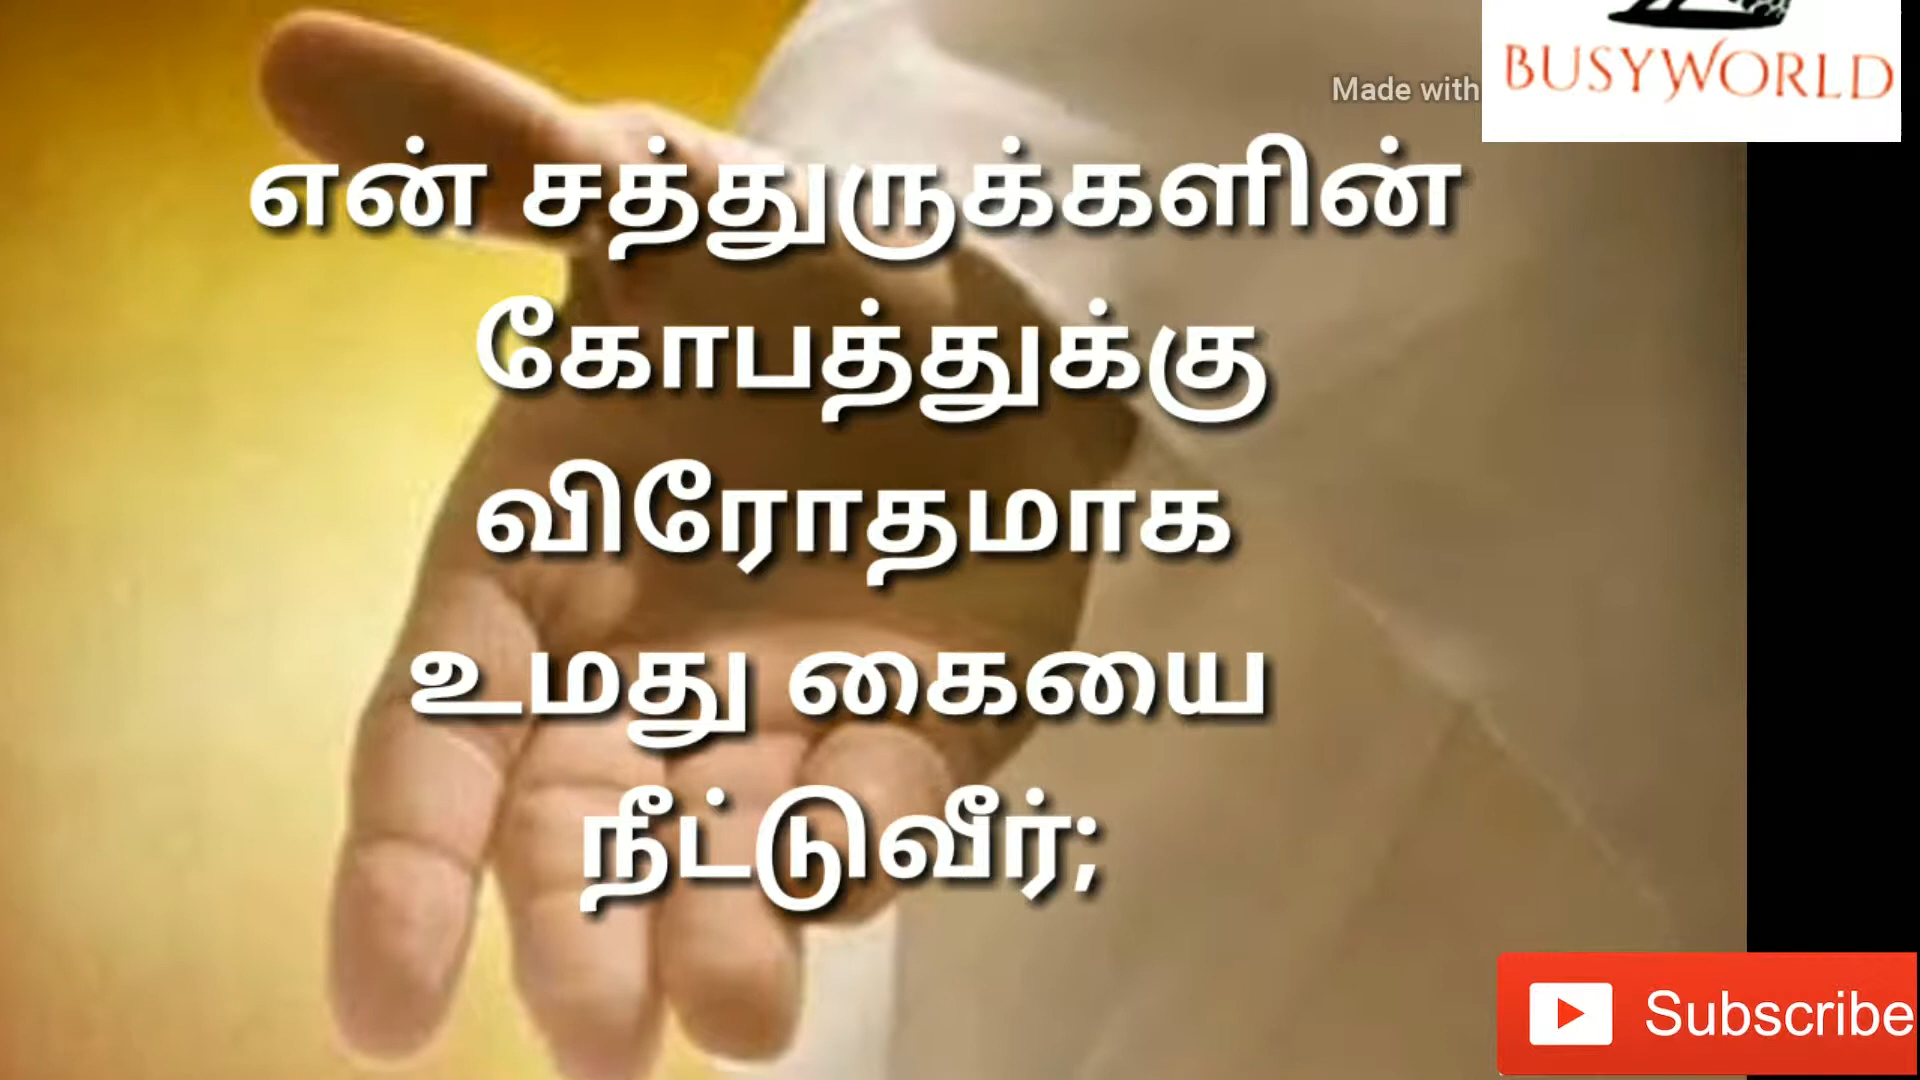 Made with
BUSYWORLD
என் சத்துருக்களின்
கோபத்துக்கு
விரோதமாக
உமது கையை
நீட்டுவீர்;
Subscribe